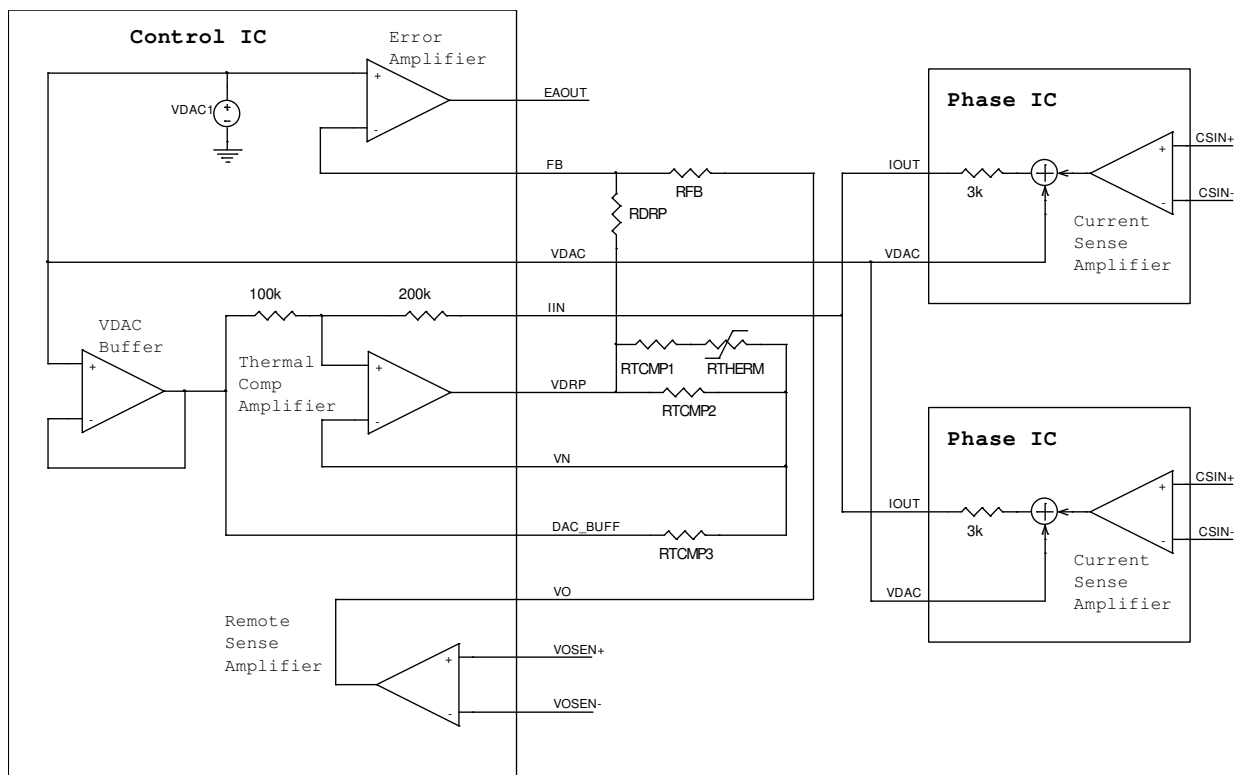 Control IC
Error
Amplifier
VDAC1
+
-
+
-
EAOUT
Phase IC
CSIN+
CSIN-
+
-
IOUT
3k
Current
Sense
Amplifier
FB
RFB
RDRP
VDAC
VDAC
100k
200k
IIN
VDAC
Buffer
+
-
Thermal
Comp
Amplifier
+
-
VDRP
RTCMP1
RTHERM
RTCMP2
VN
DAC_BUFF
RTCMP3
Phase IC
CSIN+
CSIN-
+
-
IOUT
3k
Current
Sense
Amplifier
VDAC
VO
Remote
Sense
Amplifier
+
-
VOSEN+
VOSEN-